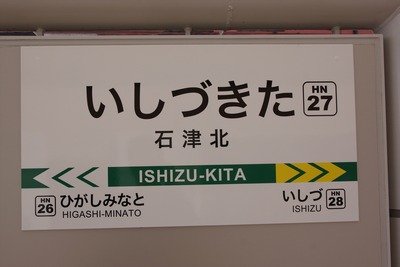 いしづきた HN 27
石津北
ISHIZU-KITA
HN 26 ひがしみなと いしづ HN 28
HIGASHI-MINATO ISHIZU